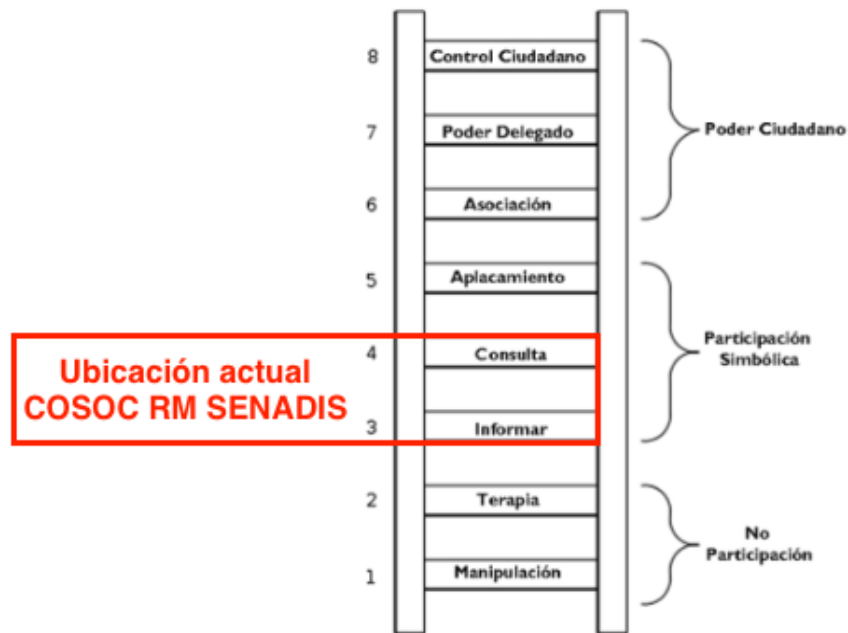 8 Control Ciudadano
7 Poder Delegado
Poder Ciudadano
6 Asociación
5 Aplacamiento
4 Consulta
Participación
Simbólica
Ubicación actual
COSOC RM SENADIS
3 Informar
2 Terapia
No
Participación
1 Manipulación